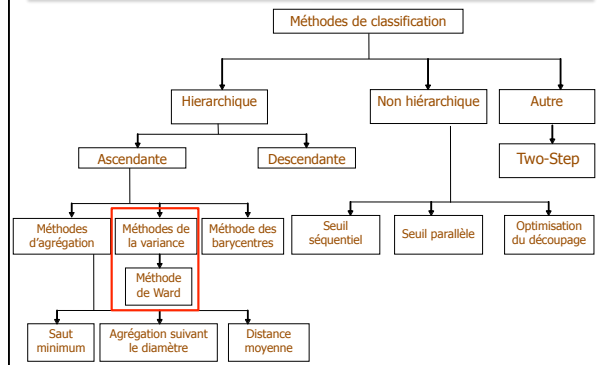 Méthodes de classification
Hierarchique
Non hiérarchique
Autre
Ascendante
Descendante
Two-Step
Méthodes
d'agrégation
Méthodes de
la variance
Méthode des
barycentres
Seuil
séquentiel
Seuil parallèle
Optimisation
du découpage
Méthode
de Ward
Saut
minimum
Agrégation suivant
le diamètre
Distance
moyenne